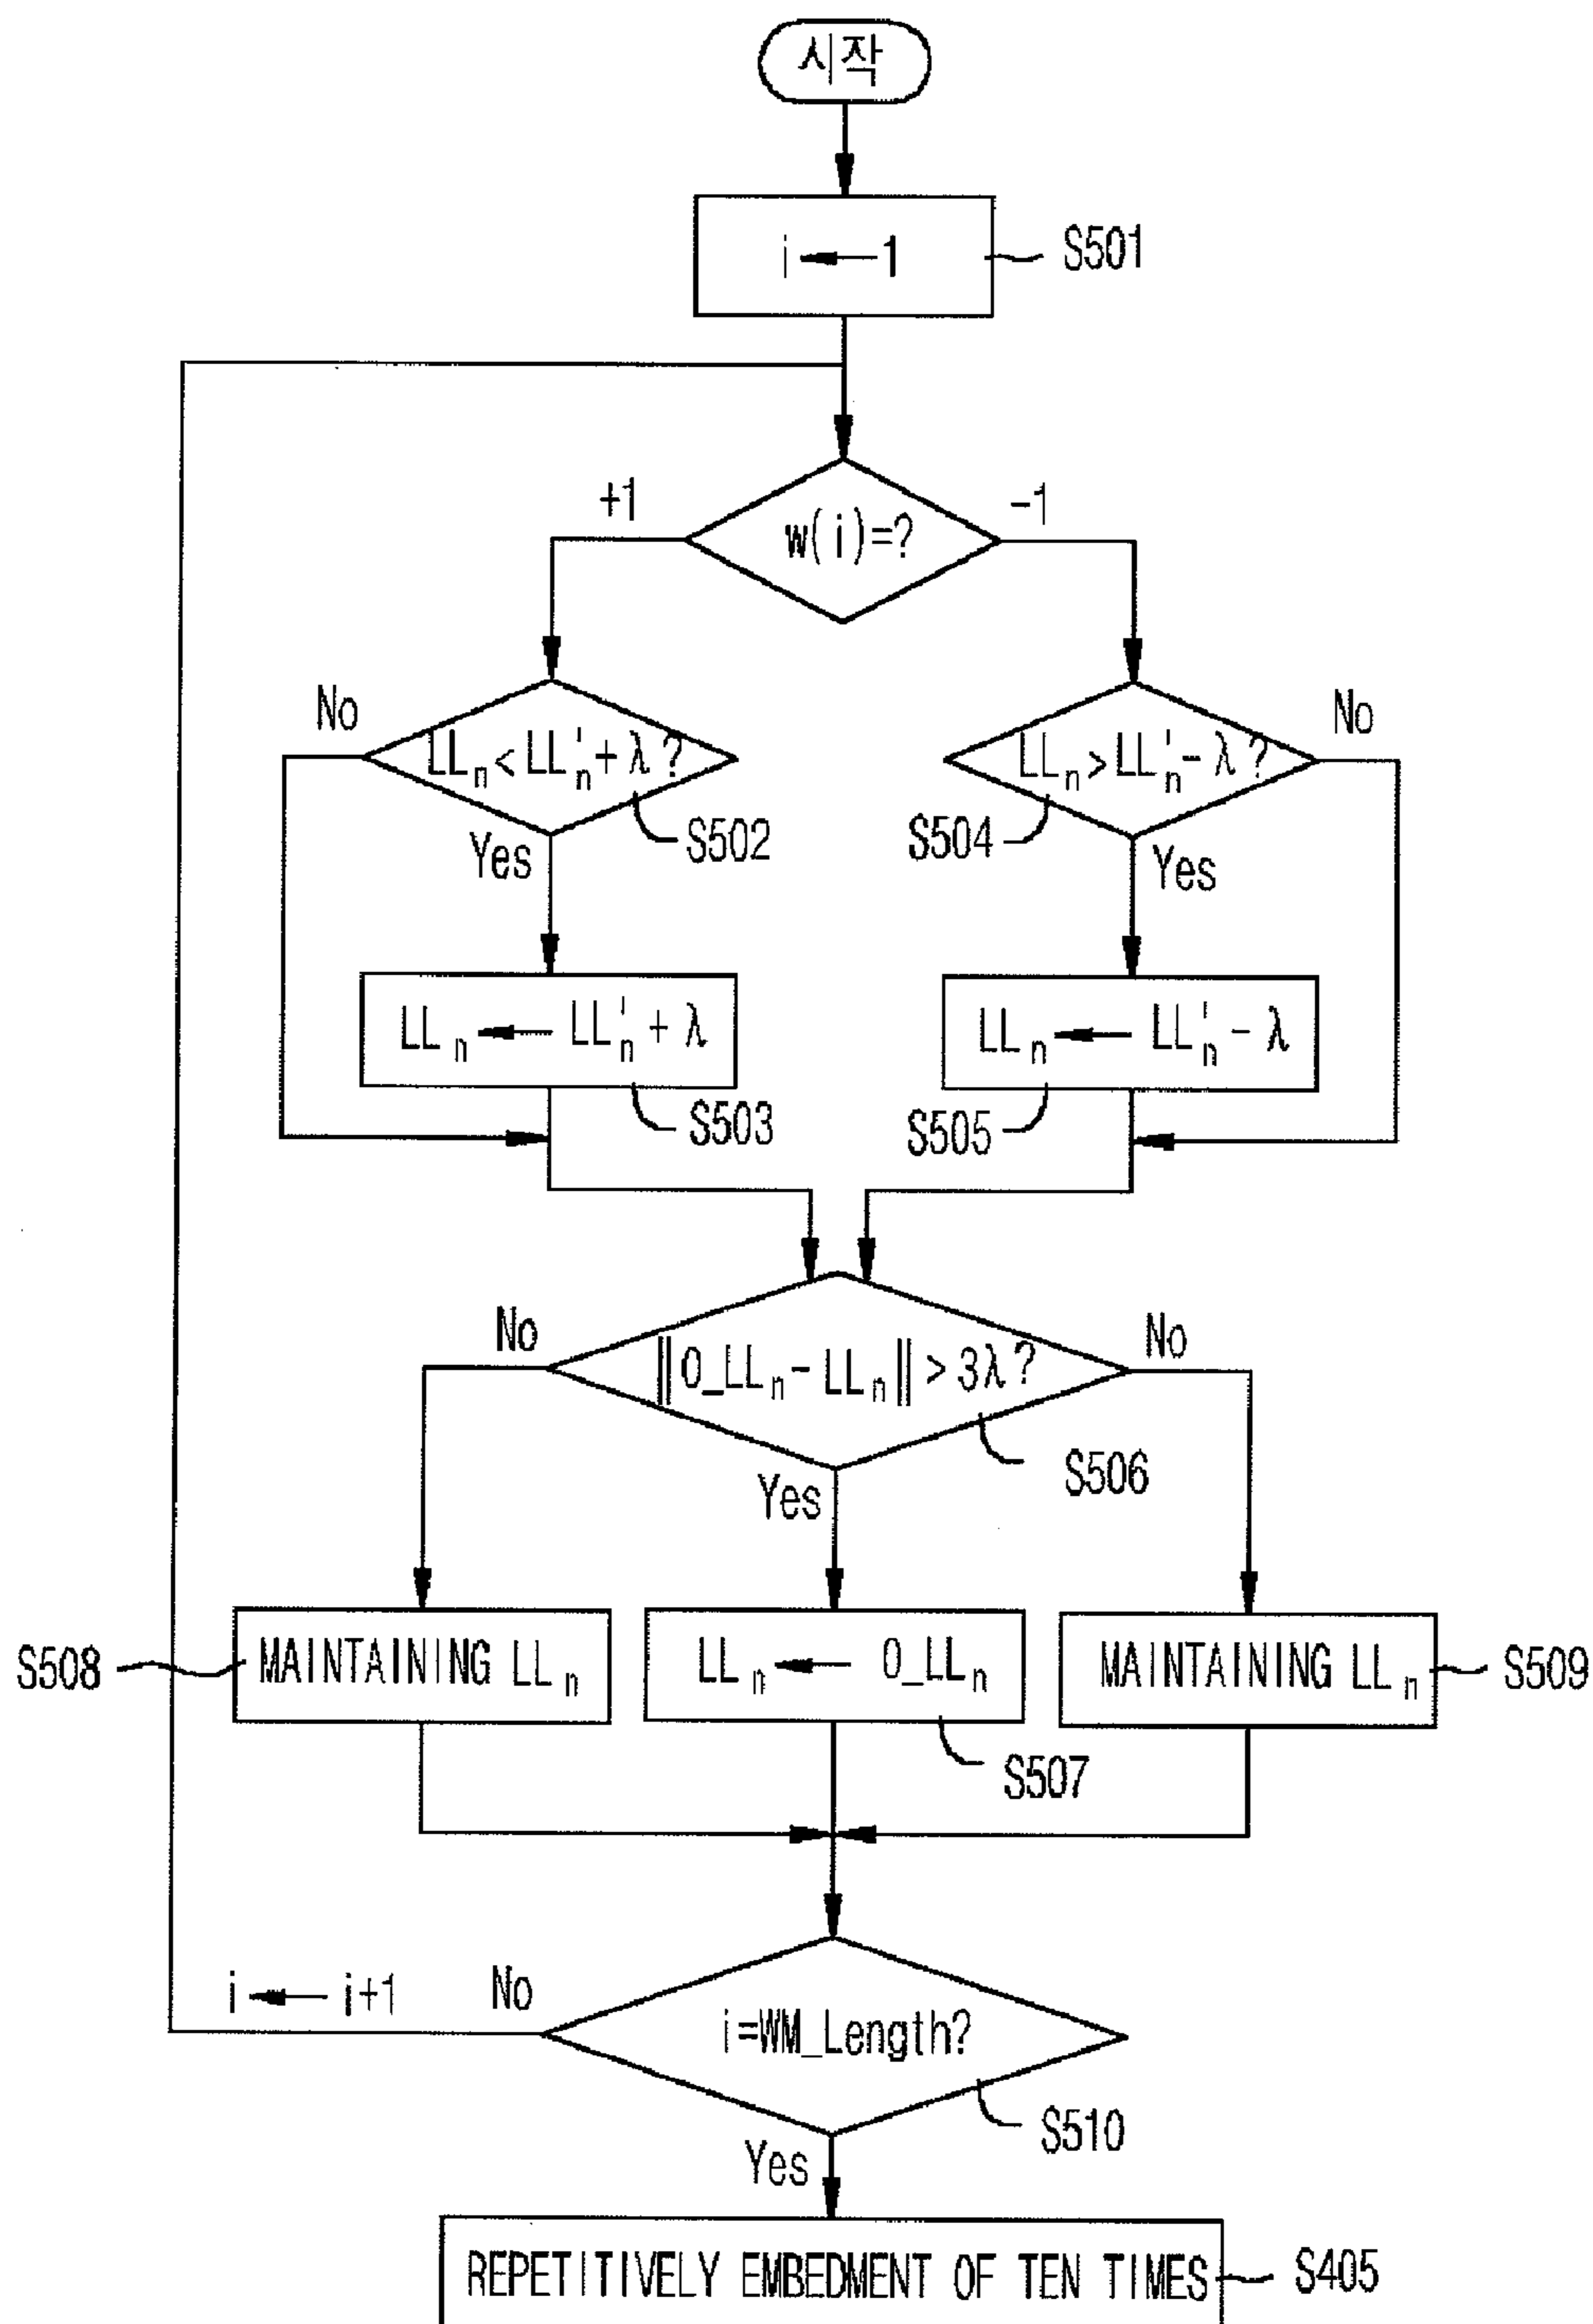 시작
i ← 1
S501
w(i)=?
+1
-1
LLn < LL'n + λ ?
No
Yes
S502
LLn > LL'n - λ ?
No
Yes
S504
LLn ← LL'n + λ
S503
LLn ← LL'n - λ
S505
‖O_LLn - LLn‖ > 3λ ?
No
No
Yes
S506
S508
MAINTAINING LLn
LLn ← O_LLn
S507
MAINTAINING LLn
S509
i ← i+1
No
i=WM_Length?
S510
Yes
REPETITIVELY EMBEDMENT OF TEN TIMES
S405